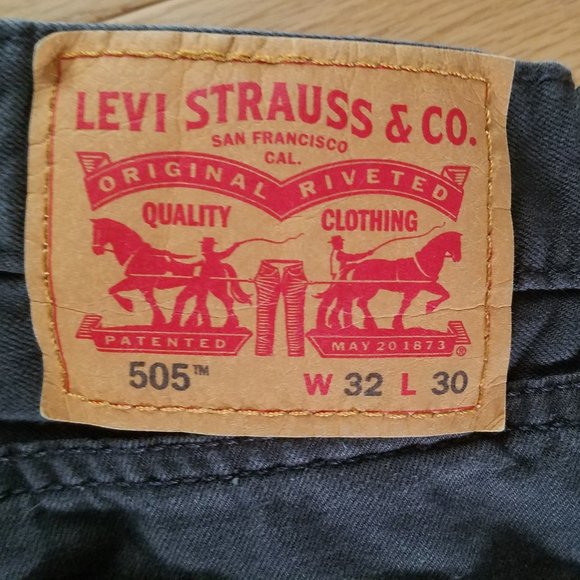 LEVI STRAUSS & CO.
SAN FRANCISCO
CAL.
ORIGINAL RIVETED
QUALITY CLOTHING
PATENTED MAY 20 1873 ®
505™ W 32 L 30